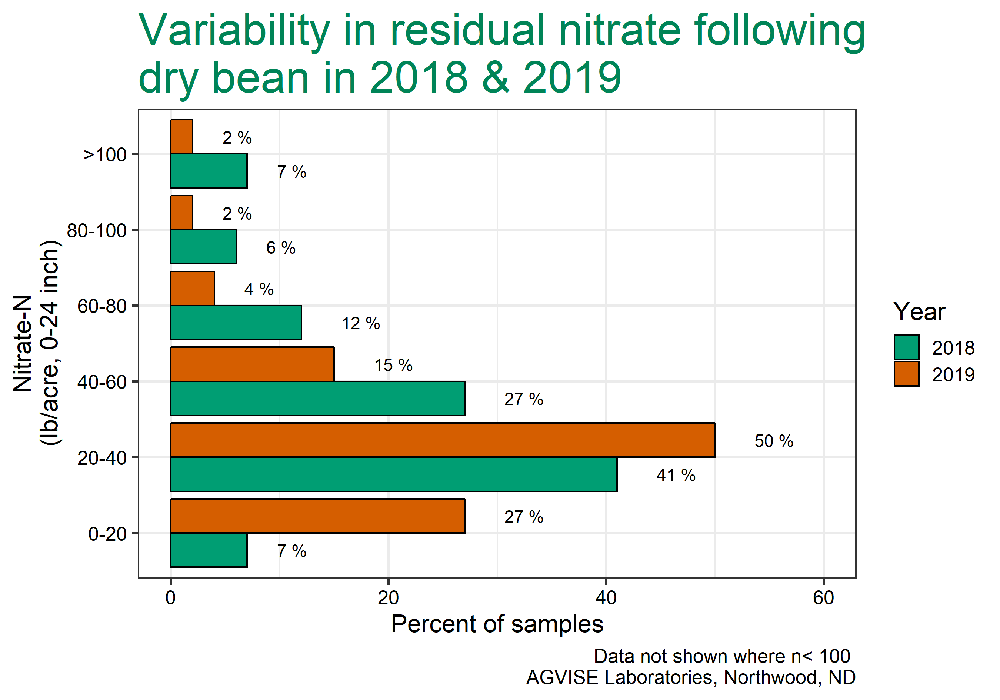 Variability in residual nitrate following
dry bean in 2018 & 2019
Nitrate-N
(lb/acre, 0-24 inch)
>100
2 %
7 %
80-100
2 %
6 %
60-80
4 %
12 %
40-60
15 %
27 %
20-40
50 %
41 %
0-20
27 %
7 %
0 20 40 60
Percent of samples
Year
2018
2019
Data not shown where n< 100
AGVISE Laboratories, Northwood, ND